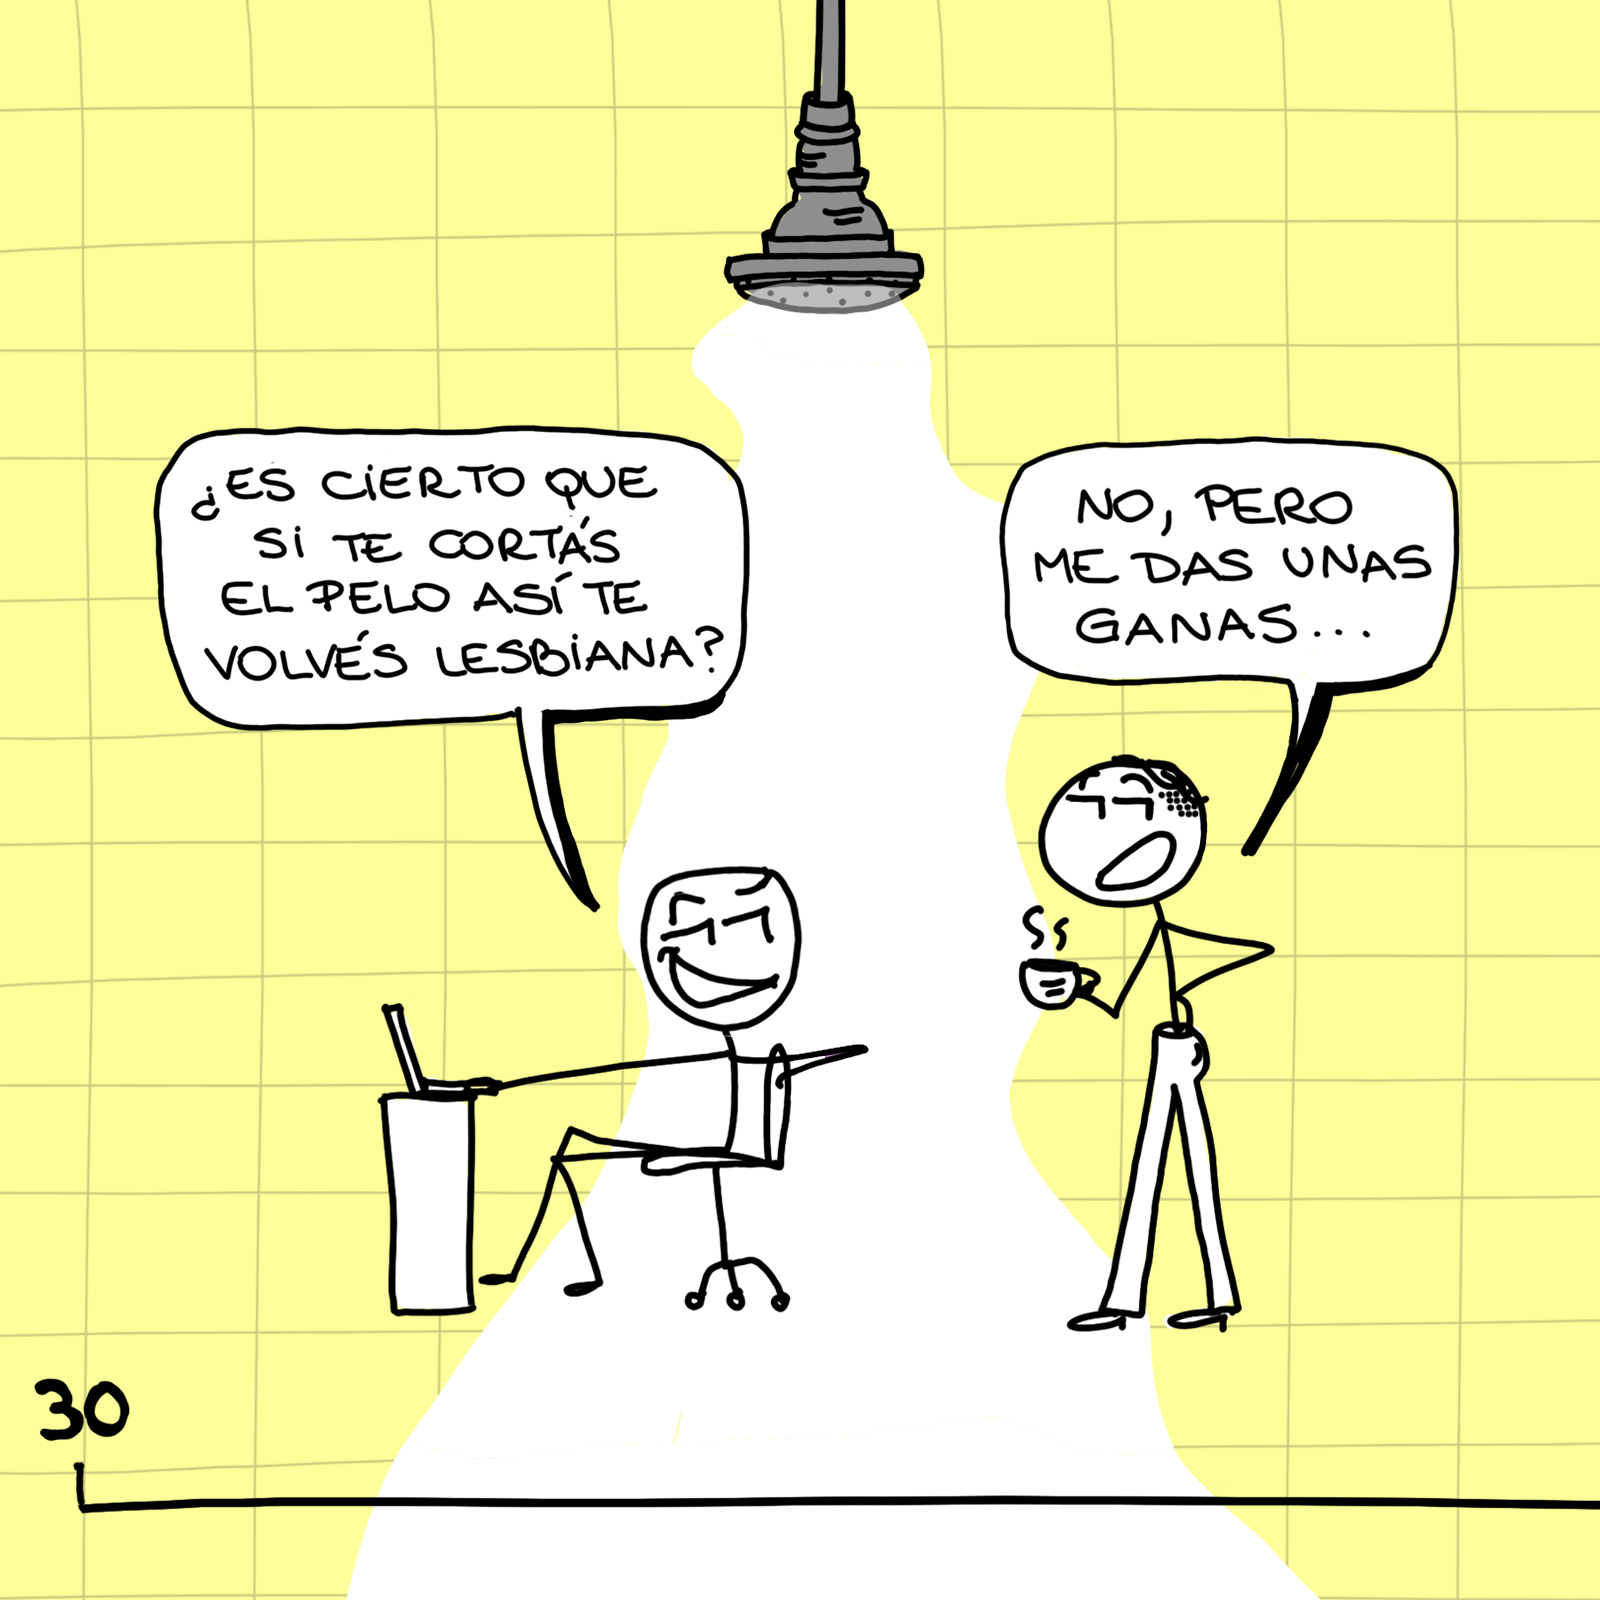 ¿ES CIERTO QUE
SI TE CORTÁS
EL PELO ASÍ TE
VOLVÉS LESBIANA?
NO, PERO
ME DAS UNAS
GANAS...
30